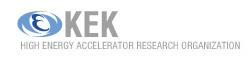 KEK
HIGH ENERGY ACCELERATOR RESEARCH ORGANIZATION